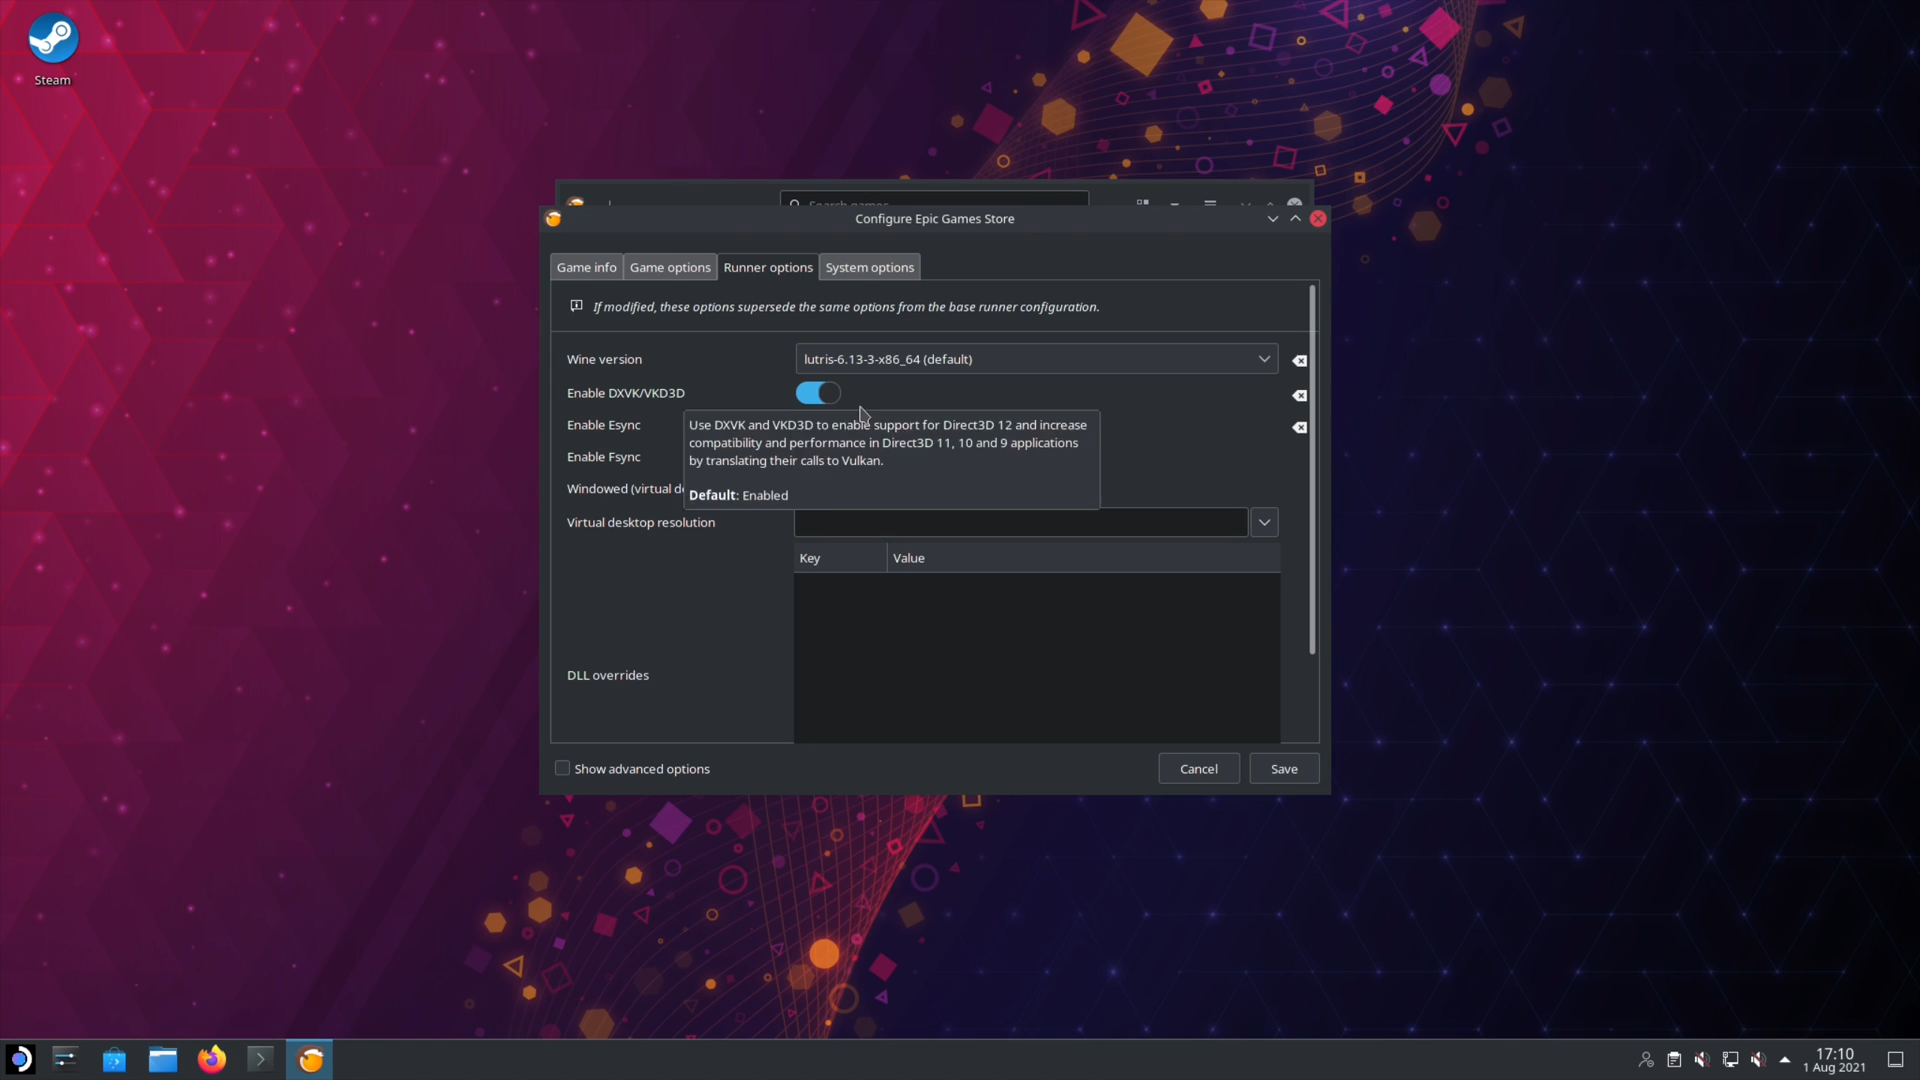 Steam
Search games
Configure Epic Games Store
Game info
Game options
Runner options
System options
If modified, these options supersede the same options from the base runner configuration.
Wine version
lutris-6.13-3-x86_64 (default)
Enable DXVK/VKD3D
Enable Esync
Use DXVK and VKD3D to enable support for Direct3D 12 and increase
compatibility and performance in Direct3D 11, 10 and 9 applications
by translating their calls to Vulkan.
Default: Enabled
Enable Fsync
Windowed (virtual de
Virtual desktop resolution
Key
Value
DLL overrides
Show advanced options
Cancel
Save
17:10
1 Aug 2021